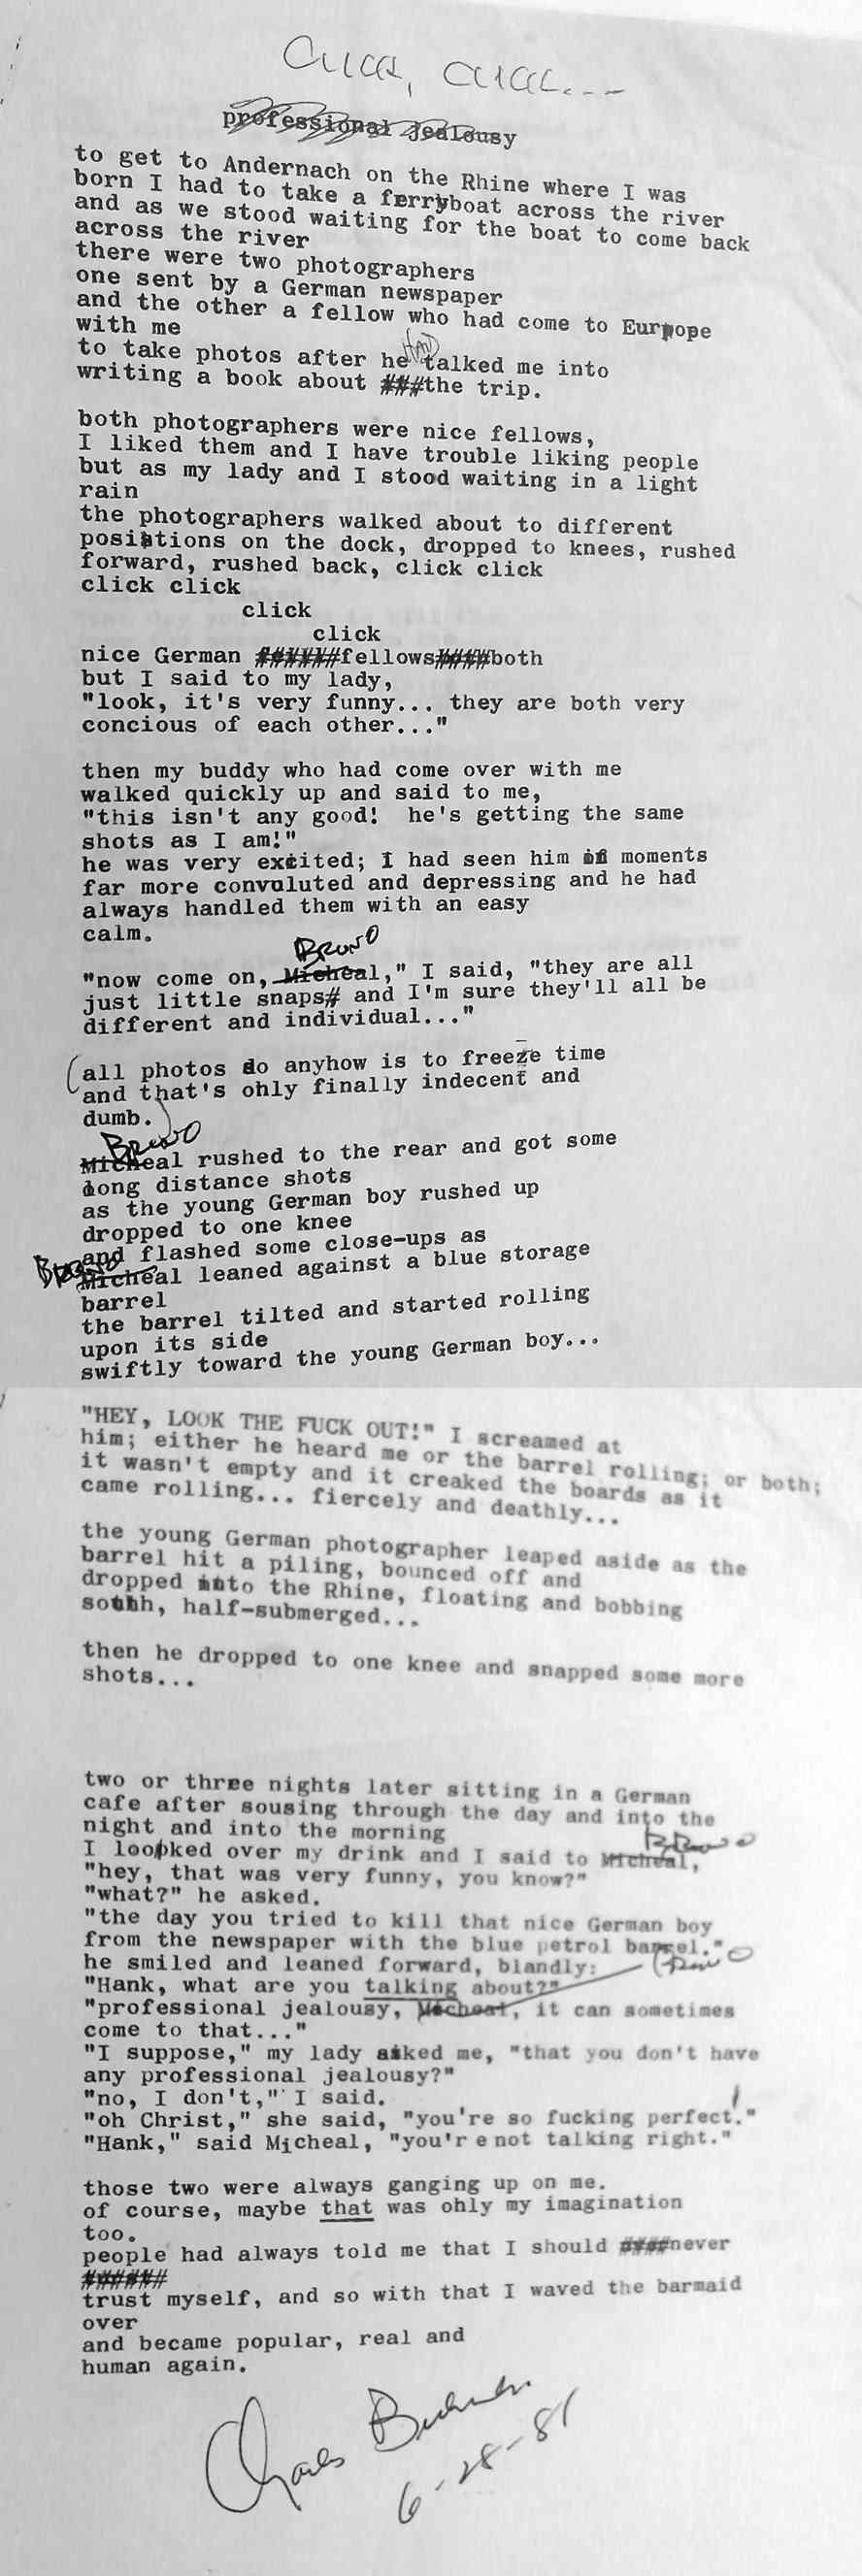 click, click...
professional jealousy
to get to Andernach on the Rhine where I was
born I had to take a ferryboat across the river
and as we stood waiting for the boat to come back
across the river
there were two photographers
one sent by a German newspaper
and the other a fellow who had come to Europe
with me
HAD
to take photos after he talked me into
writing a book about ###the trip.
both photographers were nice fellows,
I liked them and I have trouble liking people
but as my lady and I stood waiting in a light
rain
the photographers walked about to different
positions on the dock, dropped to knees, rushed
forward, rushed back, click click
click click
click
click
nice German ######fellows####both
but I said to my lady,
"look, it's very funny... they are both very
concious of each other..."
then my buddy who had come over with me
walked quickly up and said to me,
"this isn't any good!  he's getting the same
shots as I am!"
he was very excited; I had seen him in moments
far more convuluted and depressing and he had
always handled them with an easy
calm.
BRUNO
"now come on, Micheal," I said, "they are all
just little snaps# and I'm sure they'll all be
different and individual..."
(all photos do anyhow is to freeze time
and that's ohly finally indecent and
dumb.)
Bruno
Micheal rushed to the rear and got some
long distance shots
as the young German boy rushed up
dropped to one knee
and flashed some close-ups as
Bruno
Micheal leaned against a blue storage
barrel
the barrel tilted and started rolling
upon its side
swiftly toward the young German boy...
"HEY, LOOK THE FUCK OUT!" I screamed at
him; either he heard me or the barrel rolling; or both;
it wasn't empty and it creaked the boards as it
came rolling... fiercely and deathly...
the young German photographer leaped aside as the
barrel hit a piling, bounced off and
dropped into the Rhine, floating and bobbing
south, half-submerged...
then he dropped to one knee and snapped some more
shots...
two or three nights later sitting in a German
cafe after sousing through the day and into the
night and into the morning
Bruno
I looked over my drink and I said to Micheal,
"hey, that was very funny, you know?"
"what?" he asked.
"the day you tried to kill that nice German boy
from the newspaper with the blue petrol barrel."
he smiled and leaned forward, blandly:
Bruno
"Hank, what are you talking about?"
"professional jealousy, Micheal, it can sometimes
come to that..."
"I suppose," my lady asked me, "that you don't have
any professional jealousy?"
"no, I don't," I said.
"oh Christ," she said, "you're so fucking perfect!"
"Hank," said Micheal, "you'r e not talking right."
those two were always ganging up on me.
of course, maybe that was ohly my imagination
too.
people had always told me that I should ####never
######
trust myself, and so with that I waved the barmaid
over
and became popular, real and
human again.
Charles Bukowski
6-28-81